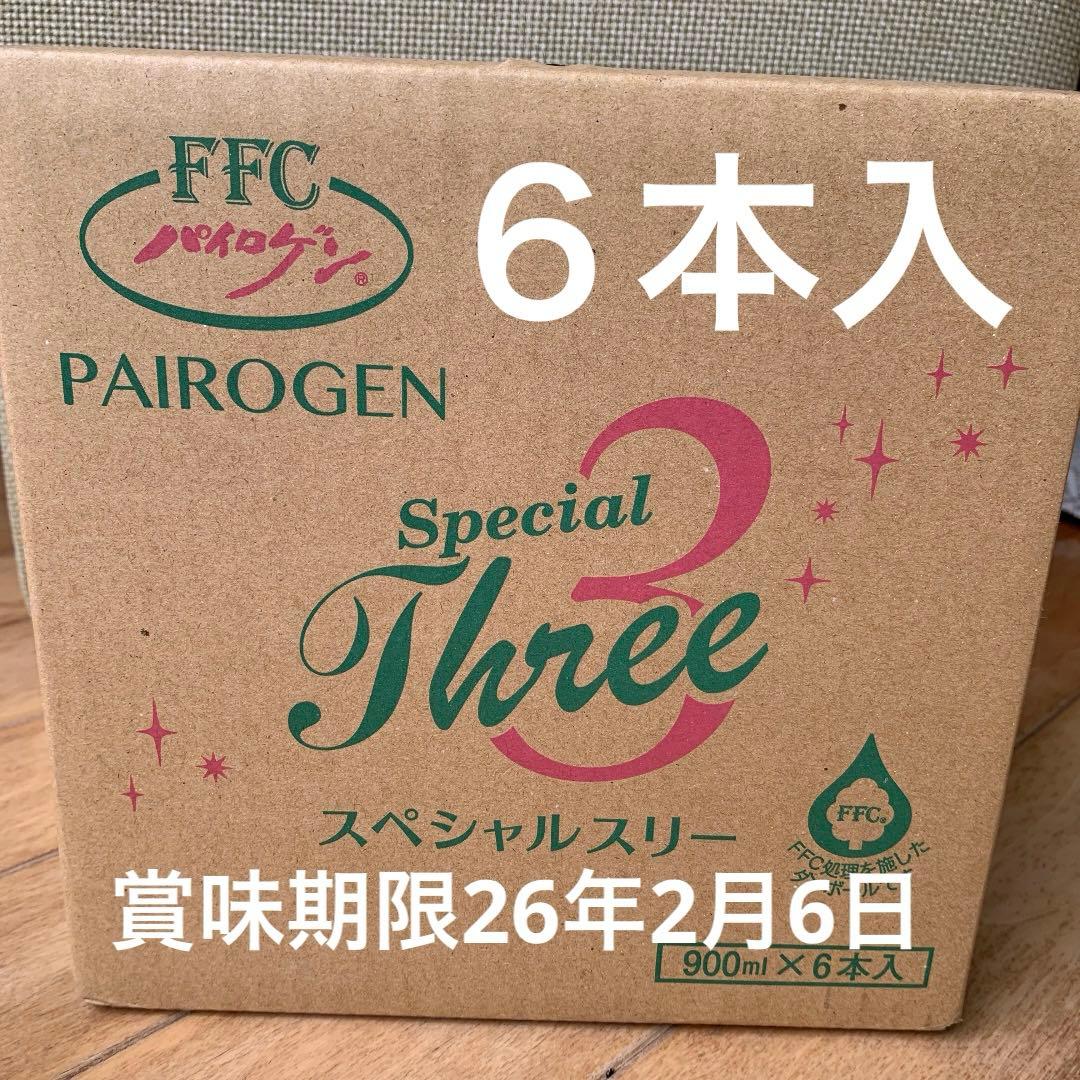 FFC
パイロゲン®
PAIROGEN
６本入
3
Special
Three
スペシャルスリー
FFC®
FFC処理を施した
賞味期限26年2月6日
900ml×6本入